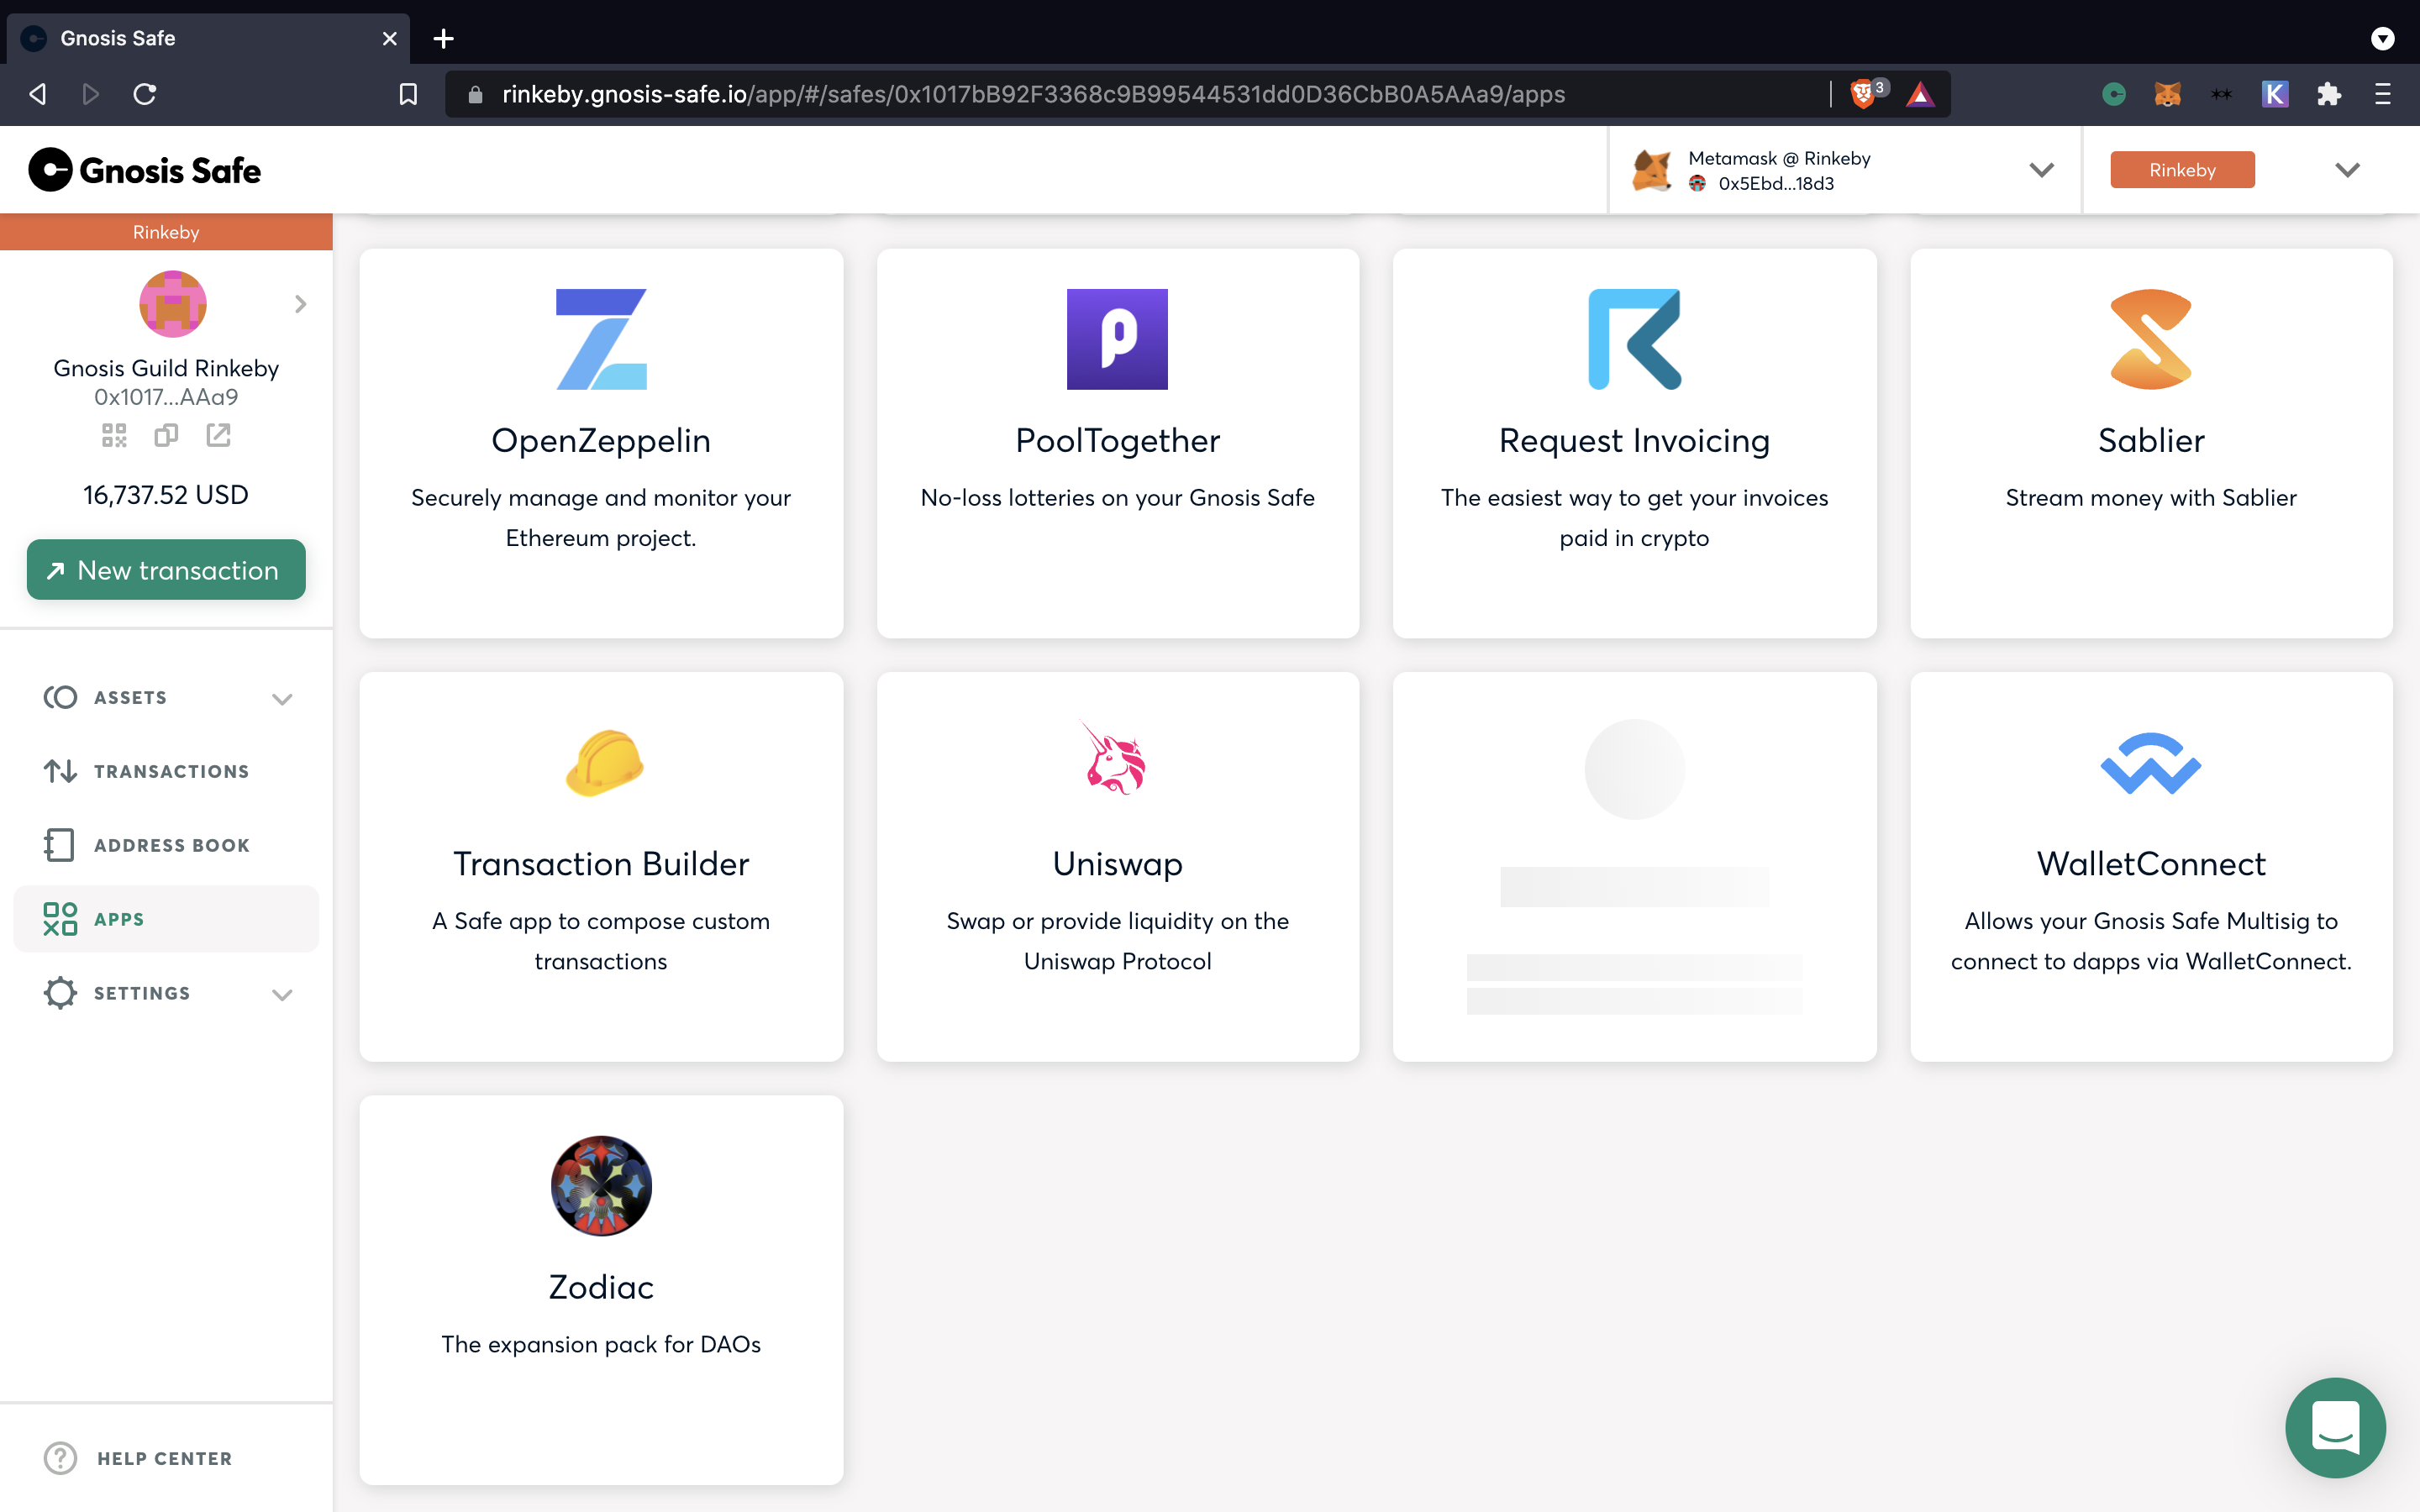 Gnosis Safe
rinkeby.gnosis-safe.io/app/#/safes/0x1017bB92F3368c9B99544531dd0D36CbB0A5AAa9/apps
3
K
Gnosis Safe
Metamask @ Rinkeby
0x5Ebd...18d3
Rinkeby
Rinkeby
Gnosis Guild Rinkeby
0x1017...AAa9
16,737.52 USD
New transaction
ASSETS
TRANSACTIONS
ADDRESS BOOK
APPS
SETTINGS
HELP CENTER
OpenZeppelin
Securely manage and monitor your
Ethereum project.
PoolTogether
No-loss lotteries on your Gnosis Safe
Request Invoicing
The easiest way to get your invoices
paid in crypto
Sablier
Stream money with Sablier
Transaction Builder
A Safe app to compose custom
transactions
Uniswap
Swap or provide liquidity on the
Uniswap Protocol
WalletConnect
Allows your Gnosis Safe Multisig to
connect to dapps via WalletConnect.
Zodiac
The expansion pack for DAOs